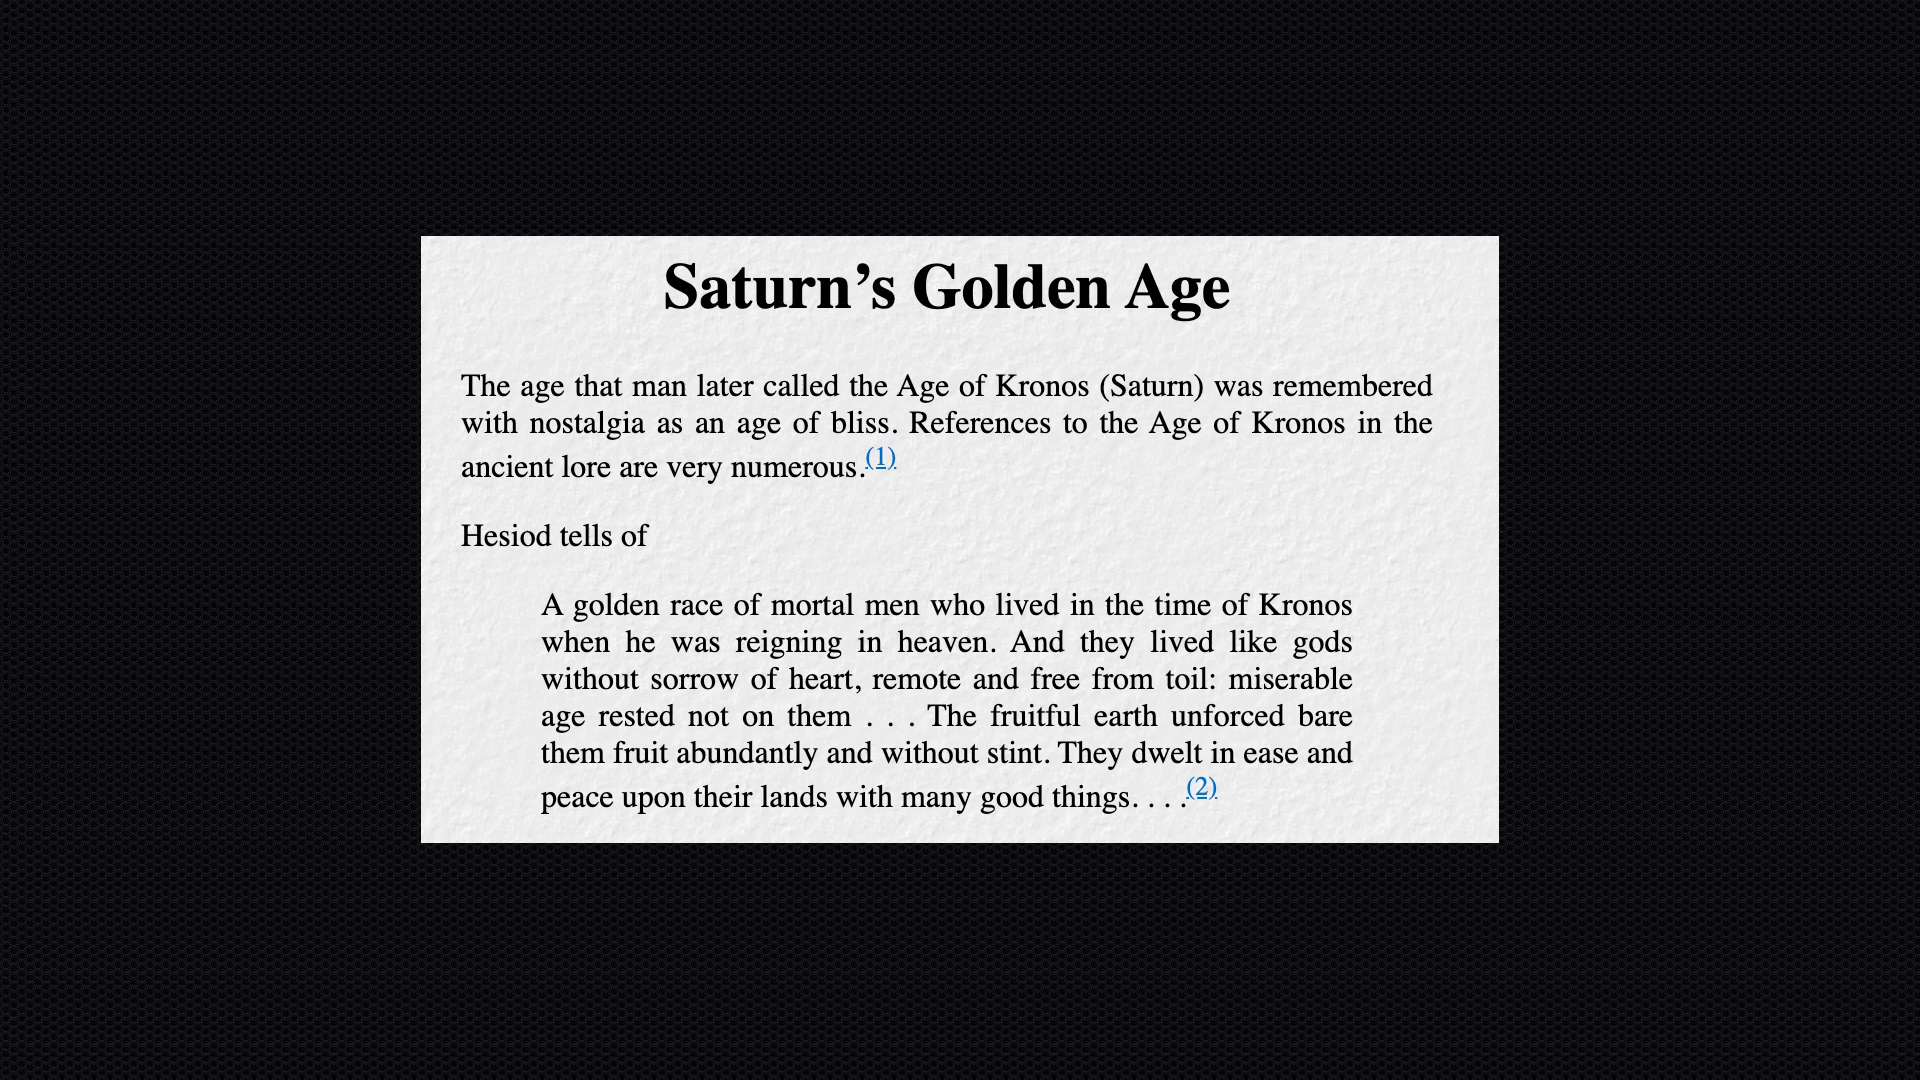 Saturn’s Golden Age
The age that man later called the Age of Kronos (Saturn) was remembered
with nostalgia as an age of bliss. References to the Age of Kronos in the
ancient lore are very numerous.(1)
Hesiod tells of
A golden race of mortal men who lived in the time of Kronos
when he was reigning in heaven. And they lived like gods
without sorrow of heart, remote and free from toil: miserable
age rested not on them . . . The fruitful earth unforced bare
them fruit abundantly and without stint. They dwelt in ease and
peace upon their lands with many good things. . . .(2)